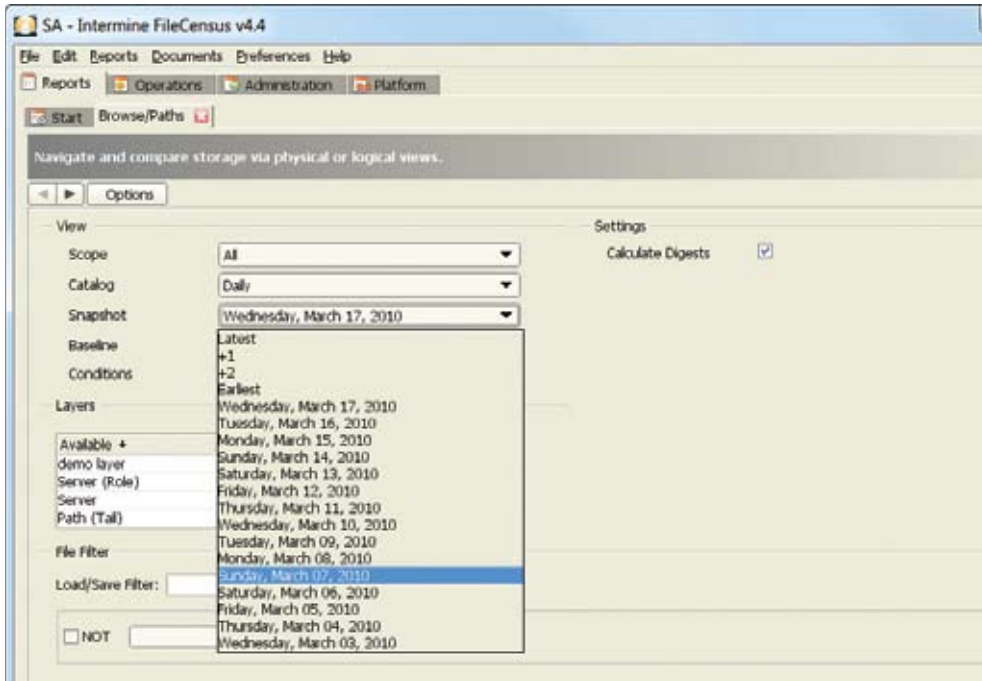 SA - Intermine FileCensus v4.4
File Edit Reports Documents Preferences Help
Reports Operations Administration Platform
Start Browse/Paths
Navigate and compare storage via physical or logical views.
Options
View Settings
Scope All Calculate Digests
Catalog Daily
Snapshot Wednesday, March 17, 2010
Baseline
Conditions
Latest
+1
+2
Earliest
Wednesday, March 17, 2010
Tuesday, March 16, 2010
Monday, March 15, 2010
Sunday, March 14, 2010
Saturday, March 13, 2010
Friday, March 12, 2010
Thursday, March 11, 2010
Wednesday, March 10, 2010
Tuesday, March 09, 2010
Monday, March 08, 2010
Sunday, March 07, 2010
Saturday, March 06, 2010
Friday, March 05, 2010
Thursday, March 04, 2010
Wednesday, March 03, 2010
Layers
Available
demo layer
Server (Role)
Server
Path (Tail)
File Filter
Load/Save Filter:
NOT